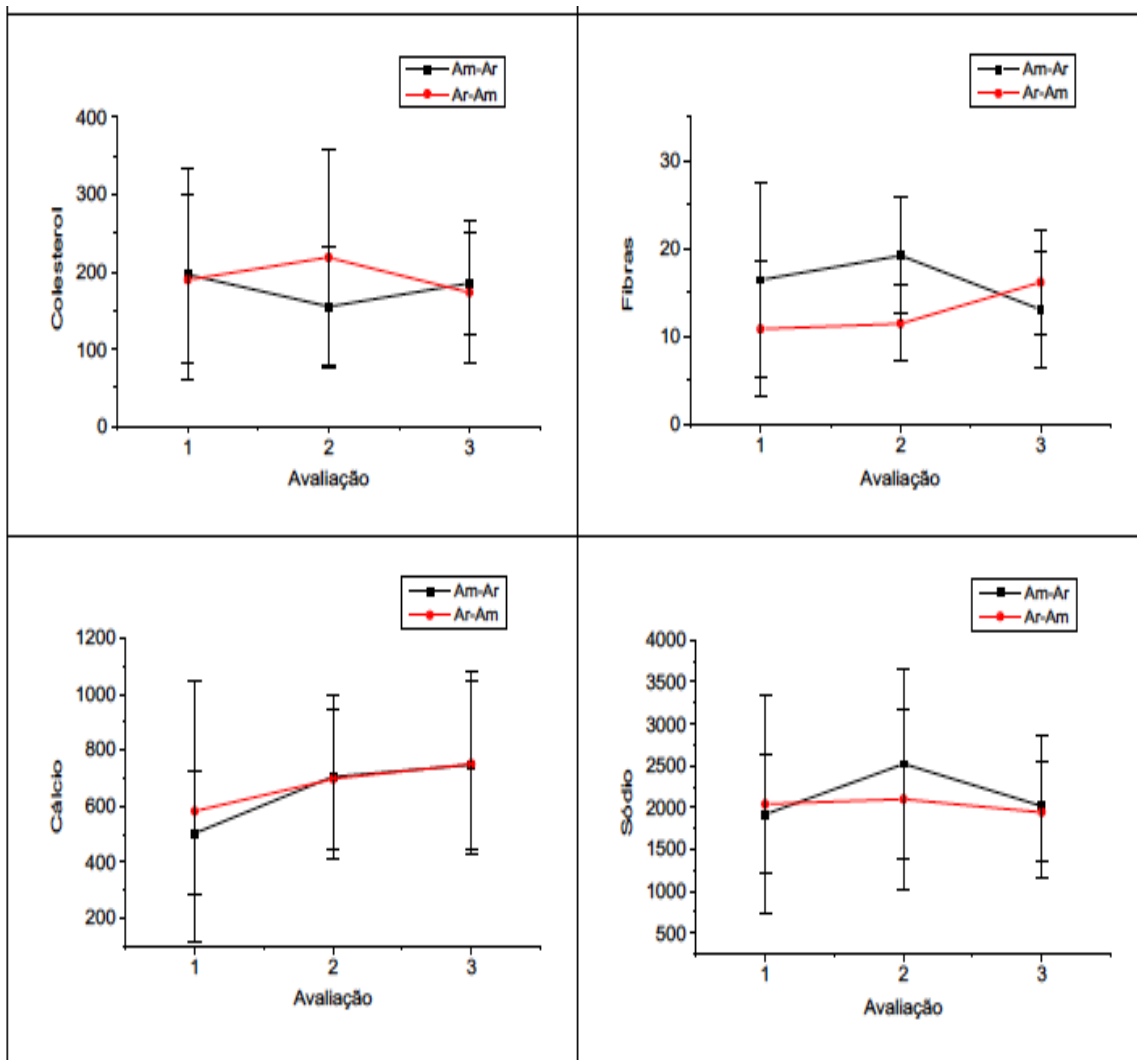 Am-Ar
Ar-Am
400
300
200
100
0
Colesterol
1 2 3
Avaliação
Am-Ar
Ar-Am
30
20
10
0
Fibras
1 2 3
Avaliação
Am-Ar
Ar-Am
1200
1000
800
600
400
200
Cálcio
1 2 3
Avaliação
Am-Ar
Ar-Am
4000
3500
3000
2500
2000
1500
1000
500
Sódio
1 2 3
Avaliação